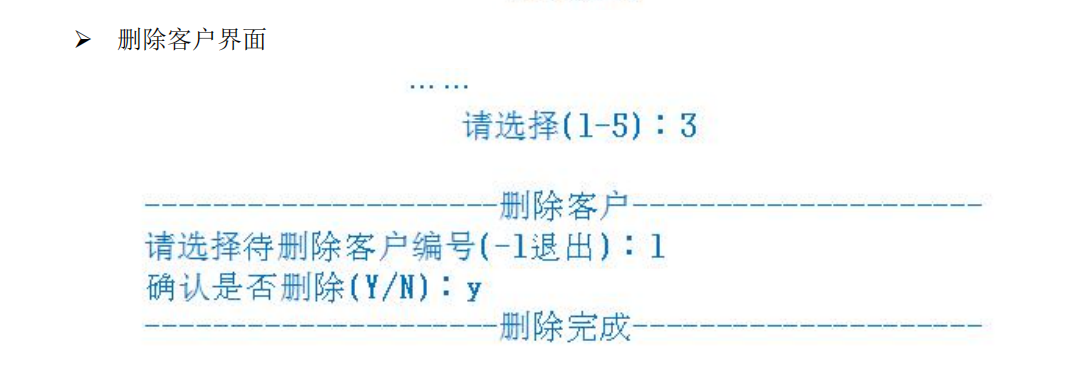 ➢ 删除客户界面
……
请选择(1-5)：3
---------------------删除客户---------------------
请选择待删除客户编号(-1退出)：1
确认是否删除(Y/N)：y
---------------------删除完成---------------------